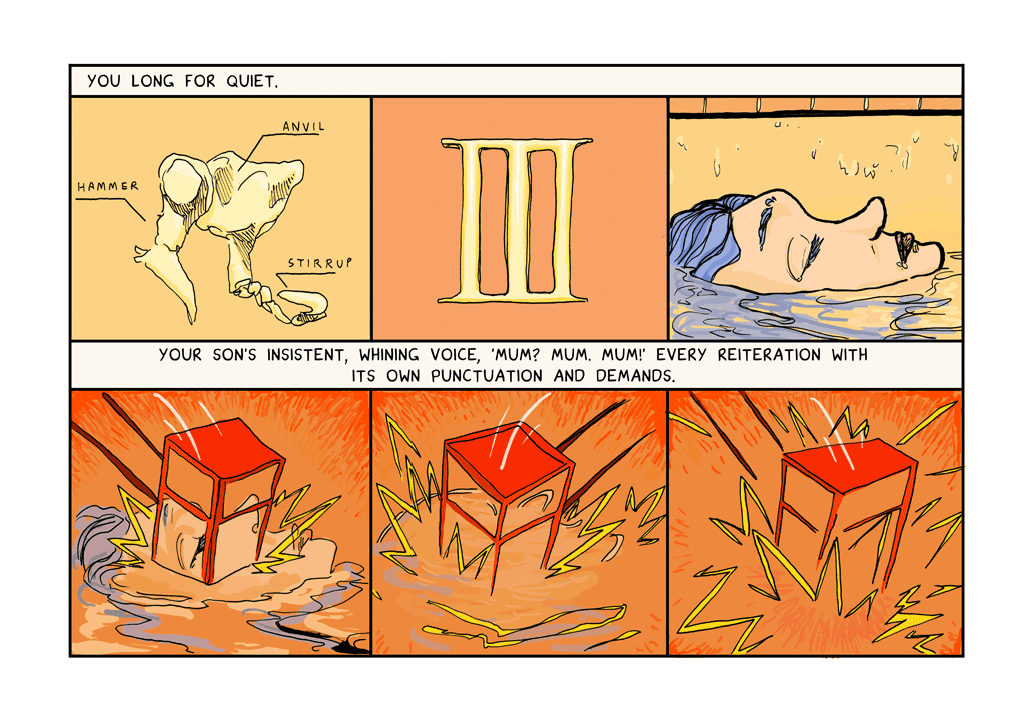 YOU LONG FOR QUIET.
ANVIL
HAMMER
STIRRUP
III
YOUR SON'S INSISTENT, WHINING VOICE, 'MUM? MUM. MUM!' EVERY REITERATION WITH
ITS OWN PUNCTUATION AND DEMANDS.